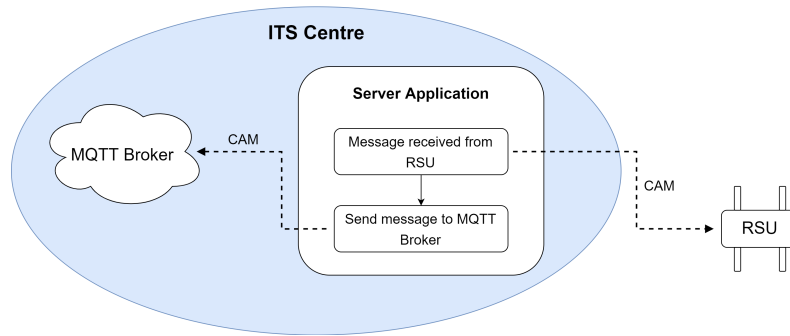 ITS Centre
Server Application
MQTT Broker
CAM
Message received from
RSU
Send message to MQTT
Broker
CAM
RSU